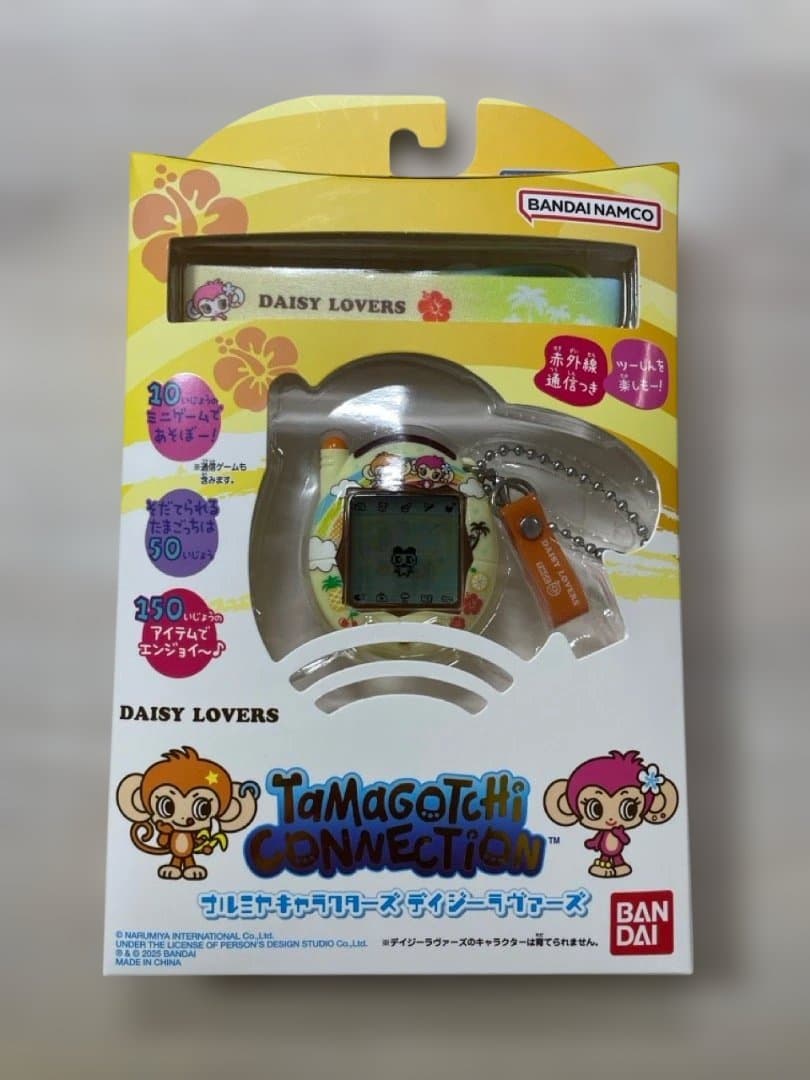 BANDAI NAMCO
DAISY LOVERS
赤外線
通信つき
ツーしんを
楽しもー!
10いじょうの
ミニゲームで
あそぼー!
※通信ゲームも
含みます。
そだてられる
たまごっちは
50いじょう
150いじょうの
アイテムで
エンジョイ〜♪
DAISY LOVERS
DAISY LOVERS
TAMAGOTCHI
CONNECTION™
ナルミヤキャラクターズ デイジーラヴァーズ
© NARUMIYA INTERNATIONAL Co.,Ltd.
UNDER THE LICENSE OF PERSON'S DESIGN STUDIO Co.,Ltd.
® & © 2025 BANDAI
MADE IN CHINA
※デイジーラヴァーズのキャラクターは育てられません。
BAN
DAI